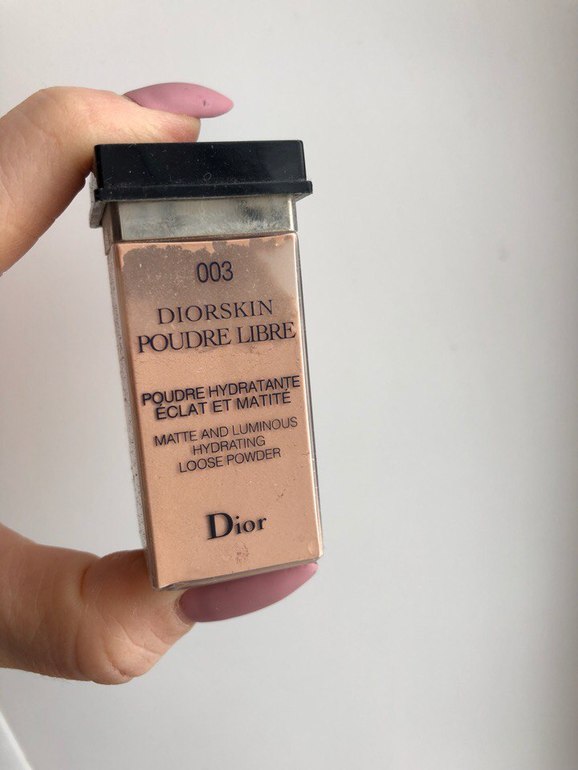 003
DIORSKIN
POUDRE LIBRE
POUDRE HYDRATANTE
ÉCLAT ET MATITÉ
MATTE AND LUMINOUS
HYDRATING
LOOSE POWDER
Dior